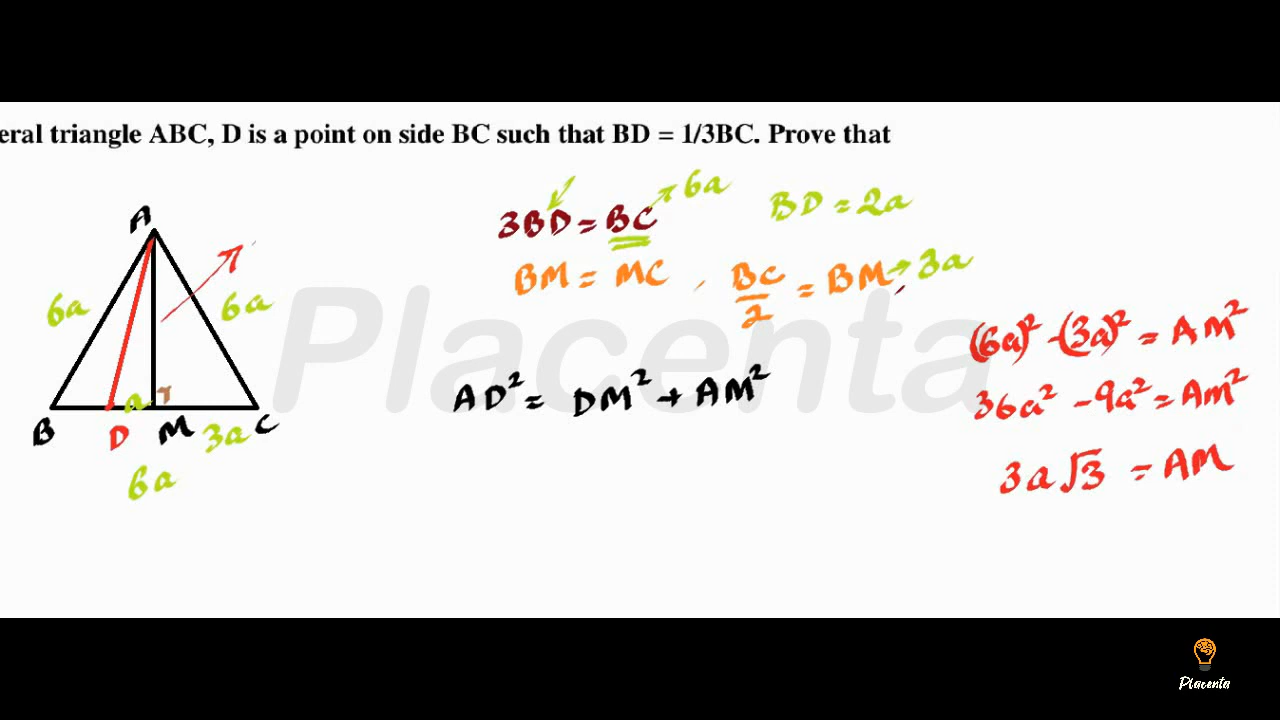 eral triangle ABC, D is a point on side BC such that BD = 1/3BC. Prove that
3BD = BC 6a BD = 2a
BM = MC , BC/2 = BM → 3a
A
6a 6a
a
B D M 3a C
6a
AD² = DM² + AM²
(6a)² - (3a)² = AM²
36a² - 9a² = AM²
3a√3 = AM
Placenta
Placenta